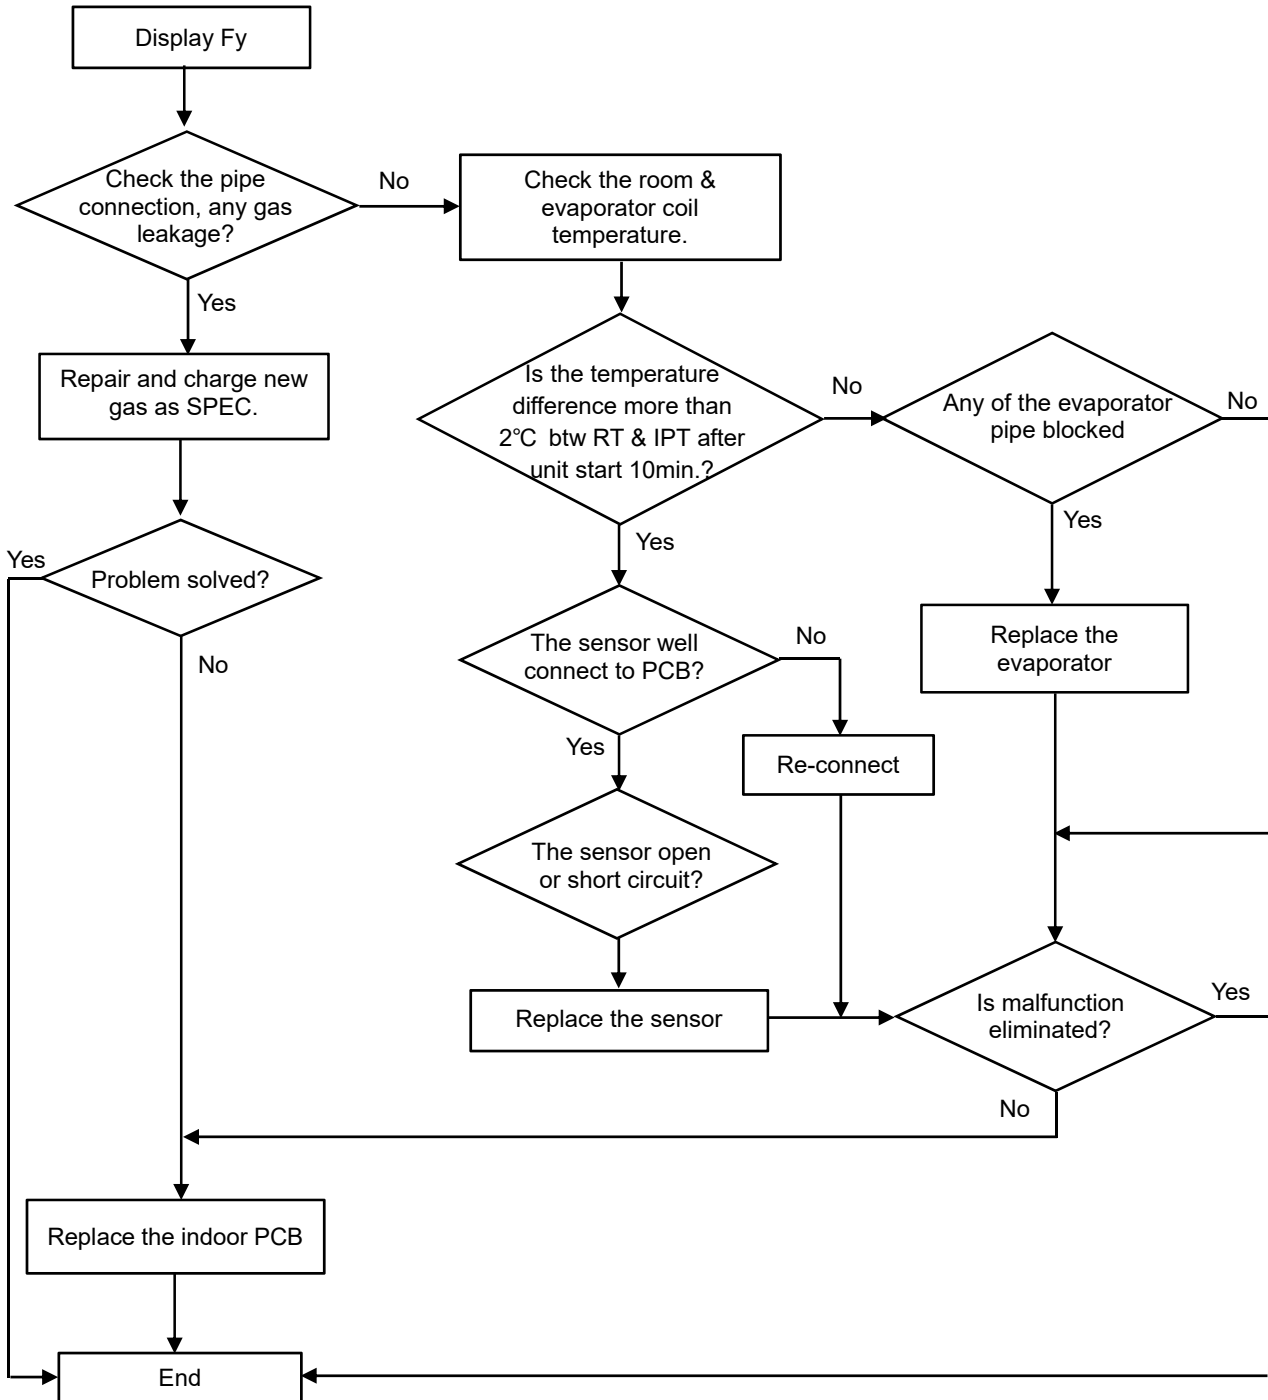 Display Fy
Check the pipe
connection, any gas
leakage?
No
Check the room &
evaporator coil
temperature.
Yes
Repair and charge new
gas as SPEC.
Is the temperature
difference more than
2℃ btw RT & IPT after
unit start 10min.?
No
Any of the evaporator
pipe blocked
No
Yes
Yes
Yes
Problem solved?
No
The sensor well
connect to PCB?
No
Replace the
evaporator
Yes
Re-connect
The sensor open
or short circuit?
Replace the sensor
Is malfunction
eliminated?
Yes
No
Replace the indoor PCB
End